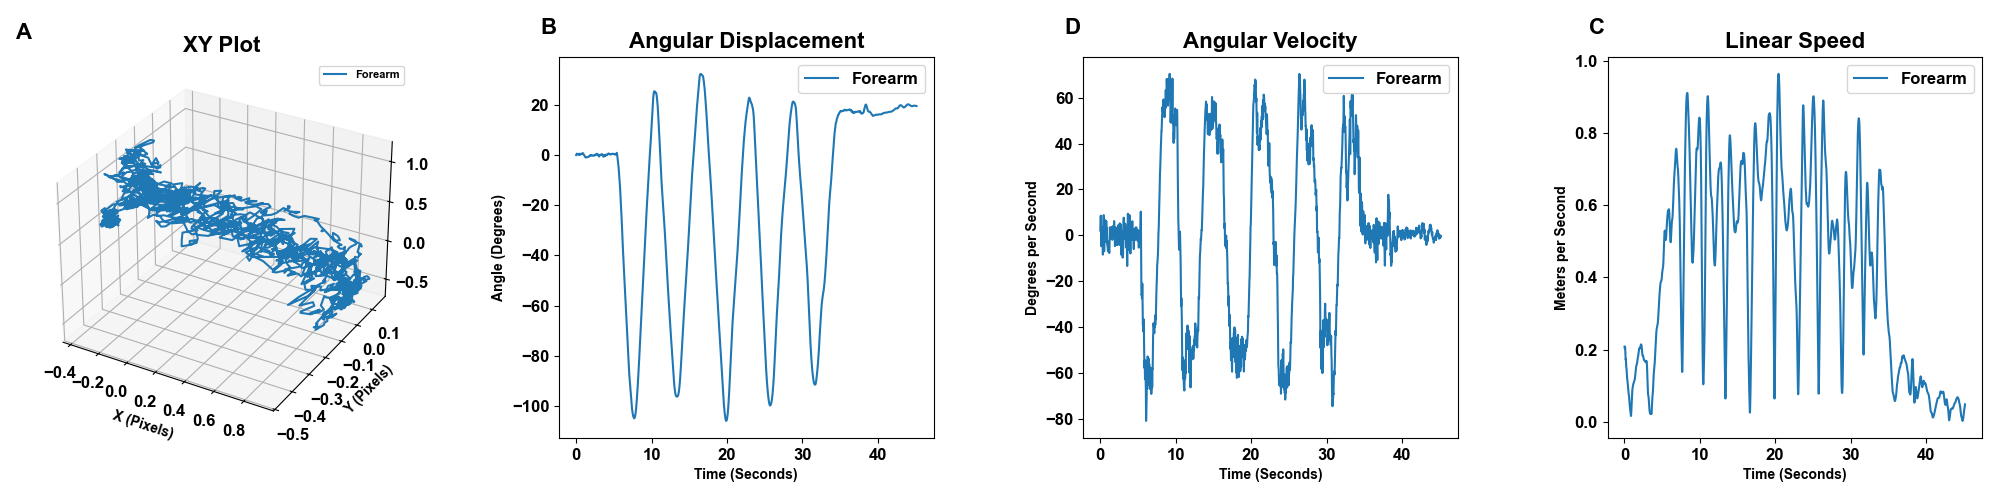 A
XY Plot
Forearm
1.0
0.5
0.0
−0.5
0.1
0.0
−0.1
−0.2
−0.3
−0.4
−0.5
Y (Pixels)
−0.4
−0.2
0.0
0.2
0.4
0.6
0.8
X (Pixels)
B
Angular Displacement
Forearm
20
0
−20
−40
−60
−80
−100
Angle (Degrees)
0 10 20 30 40
Time (Seconds)
D
Angular Velocity
Forearm
60
40
20
0
−20
−40
−60
−80
Degrees per Second
0 10 20 30 40
Time (Seconds)
C
Linear Speed
Forearm
1.0
0.8
0.6
0.4
0.2
0.0
Meters per Second
0 10 20 30 40
Time (Seconds)